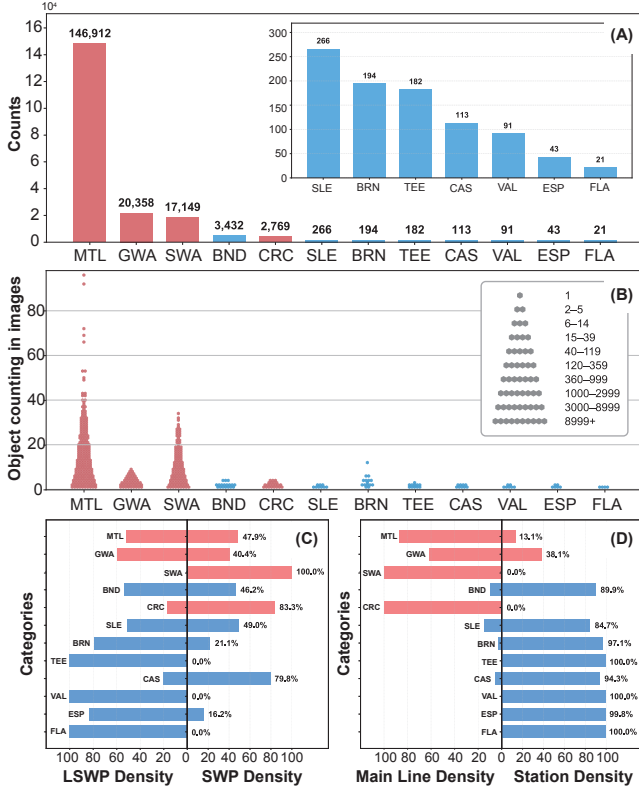 10⁴
(A)
Counts
16
14
12
10
8
6
4
2
0
146,912
20,358
17,149
3,432
2,769
266
194
182
113
91
43
21
MTL GWA SWA BND CRC SLE BRN TEE CAS VAL ESP FLA
300
250
200
150
100
50
0
266
194
182
113
91
43
21
SLE BRN TEE CAS VAL ESP FLA
(B)
Object counting in images
80
60
40
20
0
1
2–5
6–14
15–39
40–119
120–359
360–999
1000–2999
3000–8999
8999+
MTL GWA SWA BND CRC SLE BRN TEE CAS VAL ESP FLA
(C)
Categories
MTL 47.9%
GWA 40.4%
SWA 100.0%
BND 46.2%
CRC 83.3%
SLE 49.0%
BRN 21.1%
TEE 0.0%
CAS 79.8%
VAL 0.0%
ESP 16.2%
FLA 0.0%
100 80 60 40 20 0 20 40 60 80 100
LSWP Density SWP Density
(D)
Categories
MTL 13.1%
GWA 38.1%
SWA 0.0%
BND 89.9%
CRC 0.0%
SLE 84.7%
BRN 97.1%
TEE 100.0%
CAS 94.3%
VAL 100.0%
ESP 99.8%
FLA 100.0%
100 80 60 40 20 0 20 40 60 80 100
Main Line Density Station Density